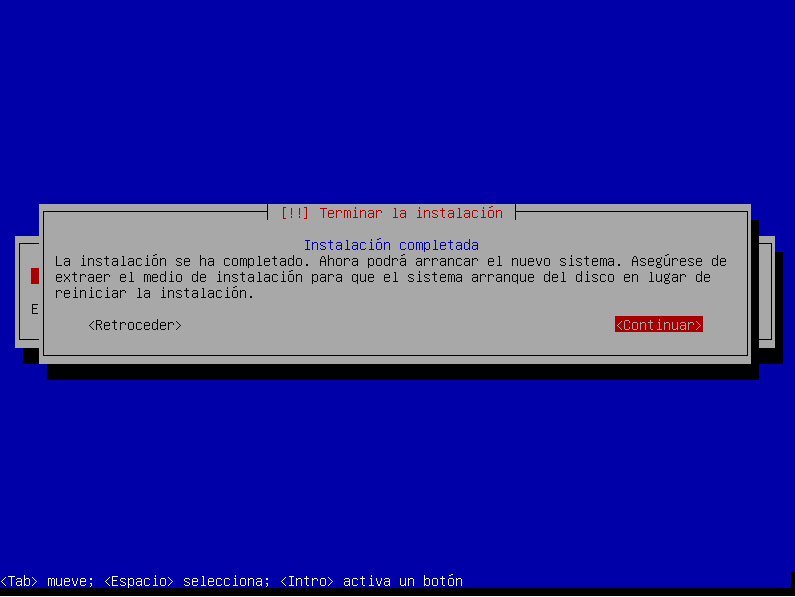 [!!] Terminar la instalación
Instalación completada
La instalación se ha completado. Ahora podrá arrancar el nuevo sistema. Asegúrese de
extraer el medio de instalación para que el sistema arranque del disco en lugar de
reiniciar la instalación.
E
<Retroceder> <Continuar>
<Tab> mueve; <Espacio> selecciona; <Intro> activa un botón